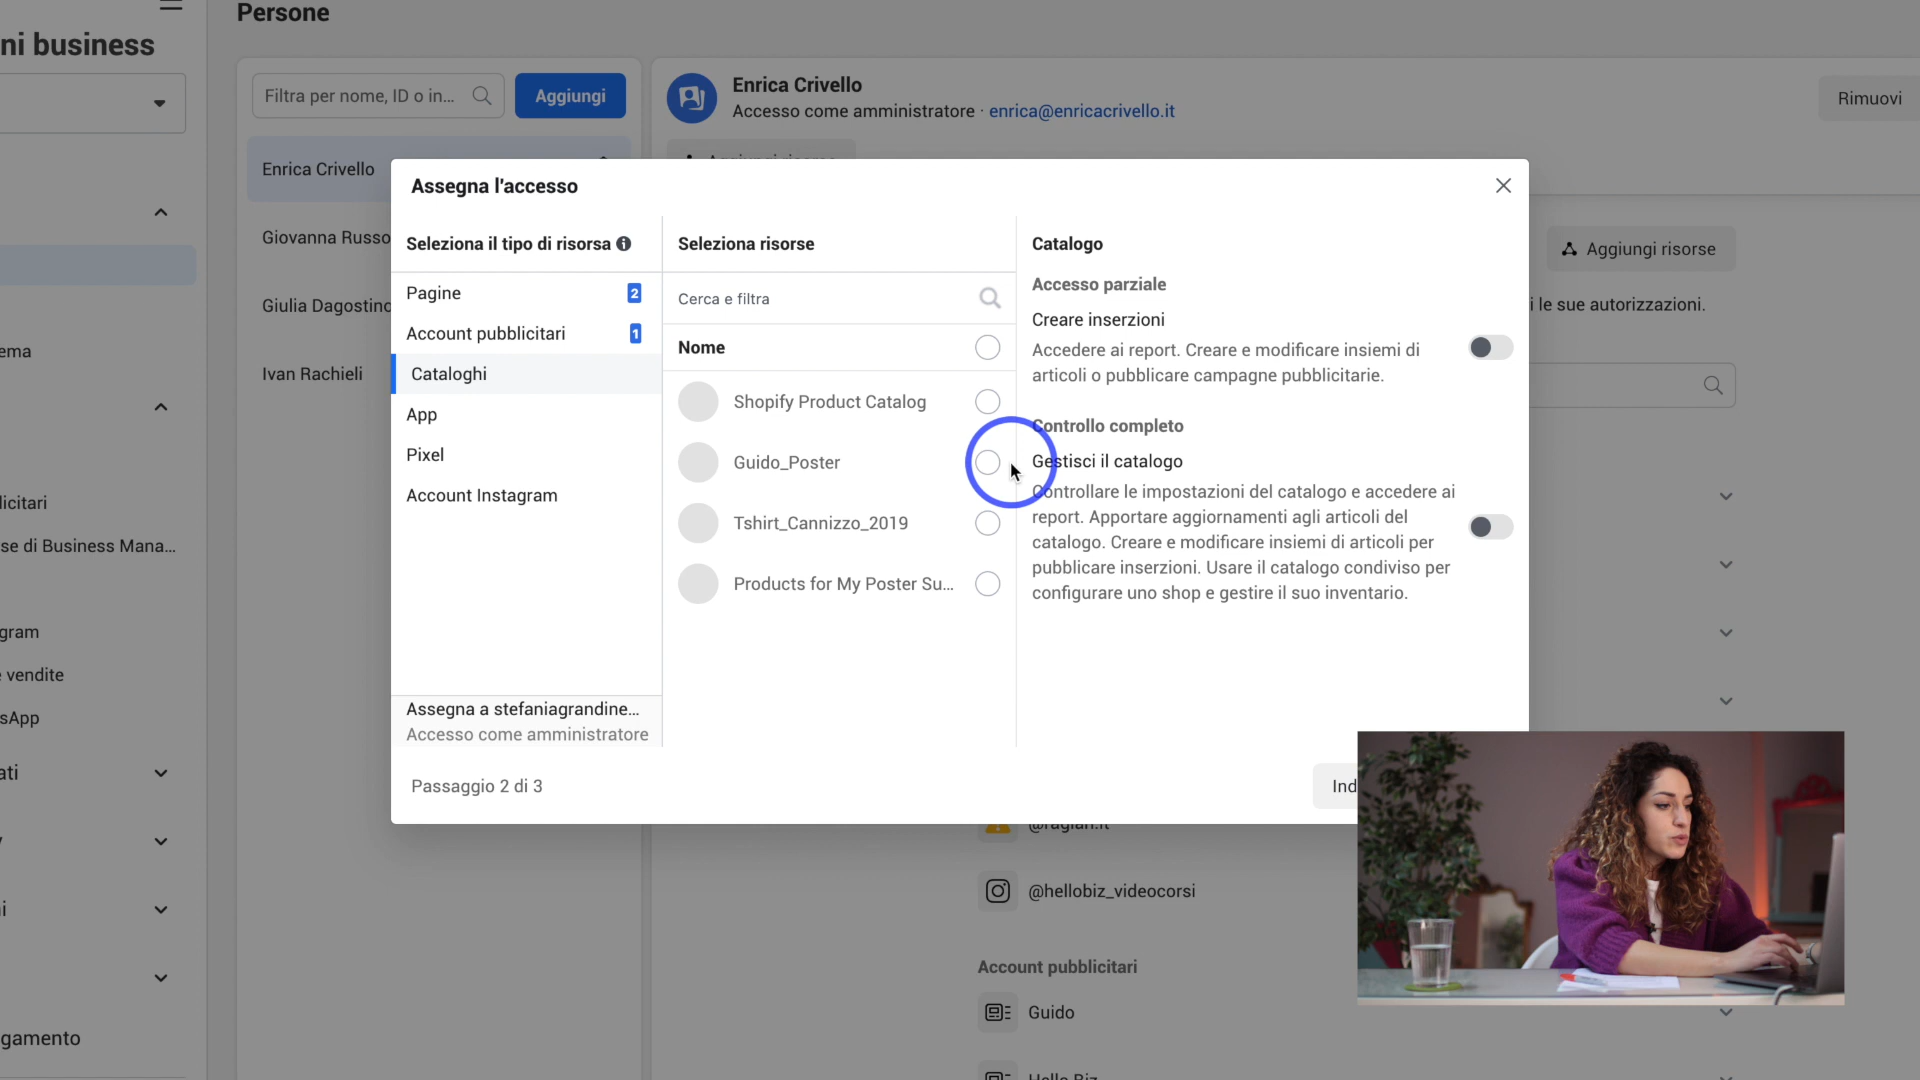 Persone
ni business
Filtra per nome, ID o in...
Aggiungi
Enrica Crivello
Accesso come amministratore · enrica@enricacrivello.it
Rimuovi
Enrica Crivello
Giovanna Russo
Giulia Dagostino
Ivan Rachieli
Aggiungi risorse
i le sue autorizzazioni.
ema
licitari
se di Business Mana...
gram
e vendite
sApp
ati
i
gamento
Assegna l'accesso
Seleziona il tipo di risorsa
Pagine 2
Account pubblicitari 1
Cataloghi
App
Pixel
Account Instagram
Assegna a stefaniagrandine...
Accesso come amministratore
Passaggio 2 di 3
Seleziona risorse
Cerca e filtra
Nome
Shopify Product Catalog
Guido_Poster
Tshirt_Cannizzo_2019
Products for My Poster Su...
Catalogo
Accesso parziale
Creare inserzioni
Accedere ai report. Creare e modificare insiemi di
articoli o pubblicare campagne pubblicitarie.
Controllo completo
Gestisci il catalogo
Controllare le impostazioni del catalogo e accedere ai
report. Apportare aggiornamenti agli articoli del
catalogo. Creare e modificare insiemi di articoli per
pubblicare inserzioni. Usare il catalogo condiviso per
configurare uno shop e gestire il suo inventario.
Ind
@hellobiz_videocorsi
Account pubblicitari
Guido
Hello Biz